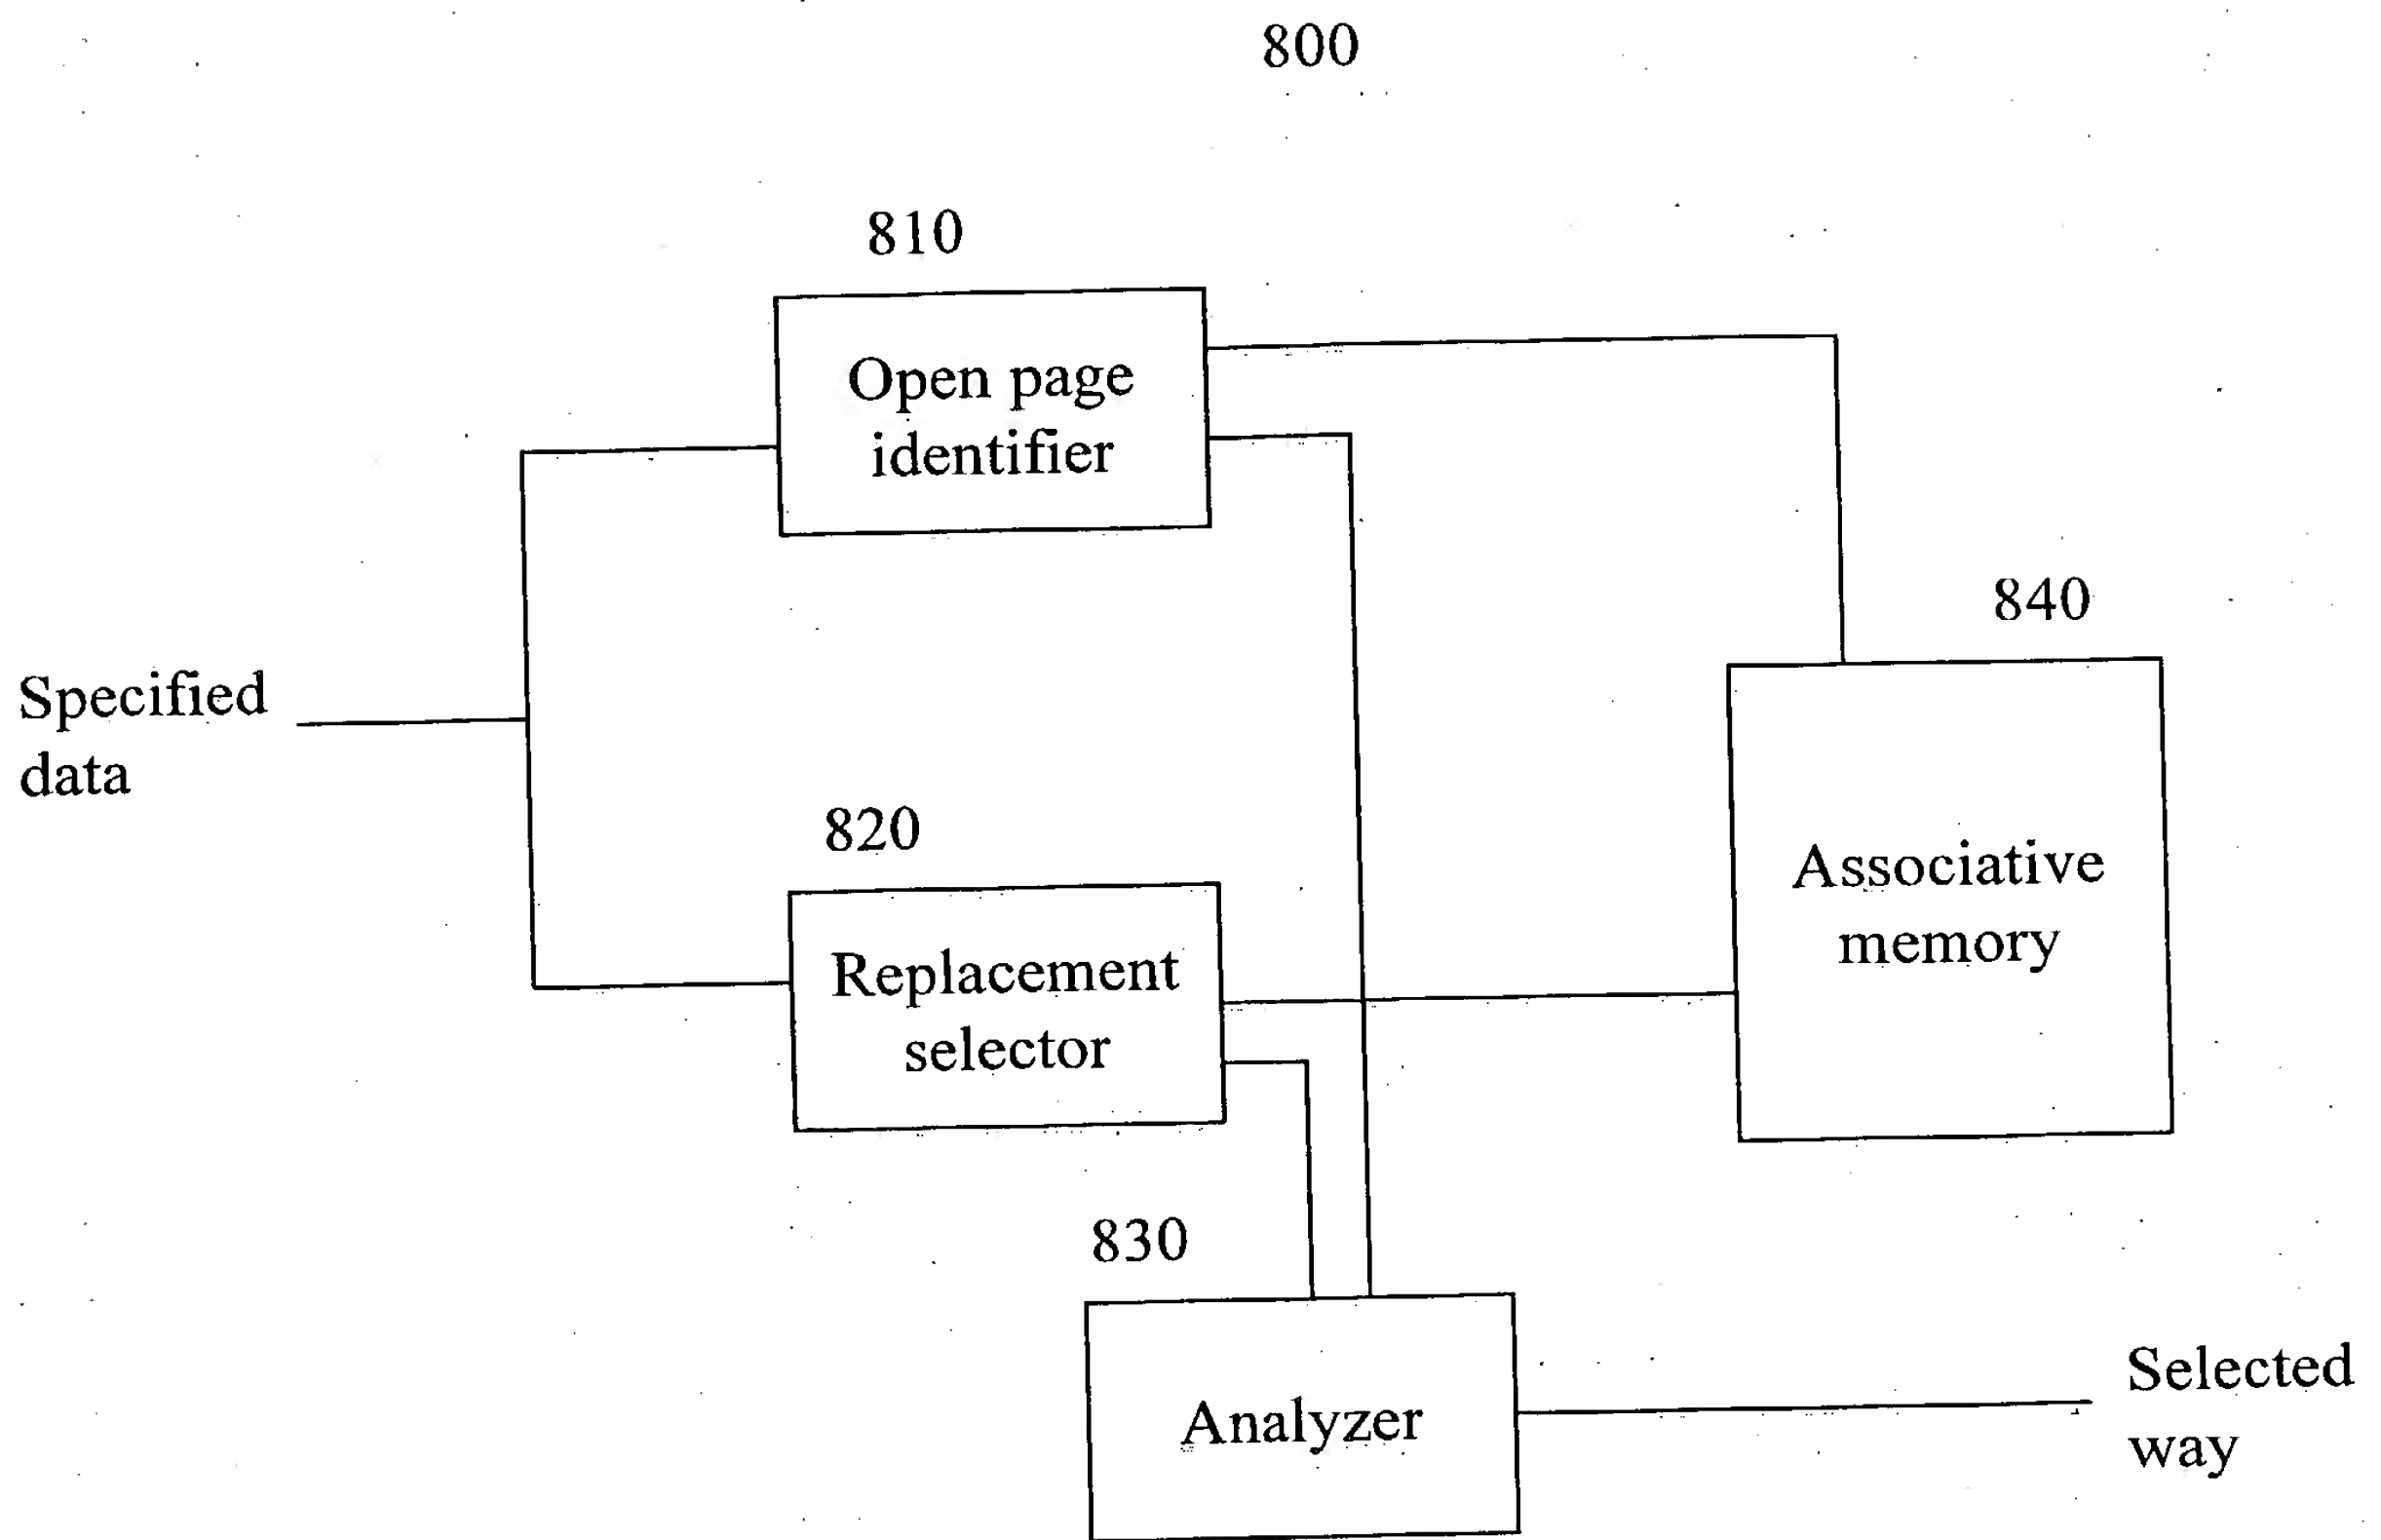 800
810
Open page
identifier
840
Specified
data
820
Associative
memory
Replacement
selector
830
Selected
way
Analyzer